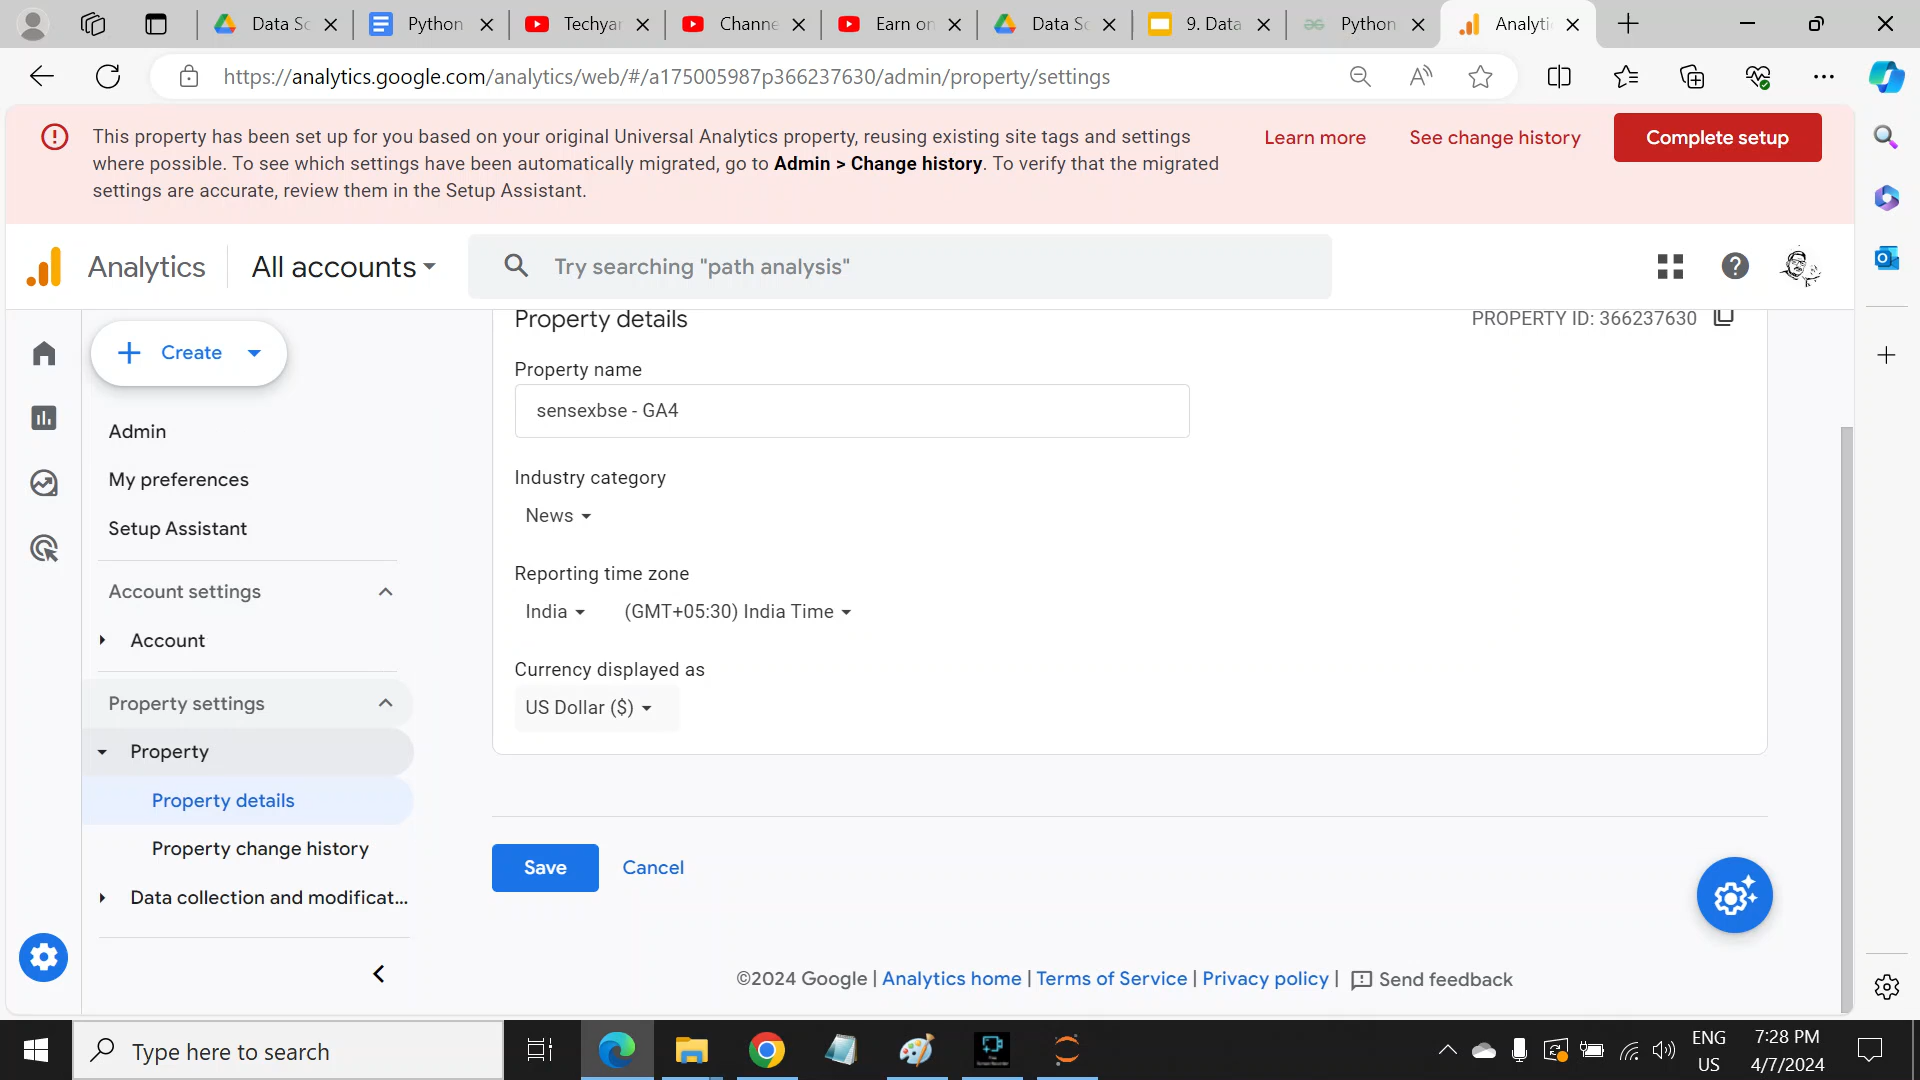 Data Sc
Python
Techyar
Channe
Earn on
Data Sc
9. Data
Python
Analytic
https://analytics.google.com/analytics/web/#/a175005987p366237630/admin/property/settings
This property has been set up for you based on your original Universal Analytics property, reusing existing site tags and settings
where possible. To see which settings have been automatically migrated, go to Admin > Change history. To verify that the migrated
settings are accurate, review them in the Setup Assistant.
Learn more
See change history
Complete setup
Analytics
All accounts
Try searching "path analysis"
Create
Admin
My preferences
Setup Assistant
Account settings
Account
Property settings
Property
Property details
Property change history
Data collection and modificat...
Property details
PROPERTY ID: 366237630
Property name
sensexbse - GA4
Industry category
News
Reporting time zone
India (GMT+05:30) India Time
Currency displayed as
US Dollar ($)
Save Cancel
©2024 Google | Analytics home | Terms of Service | Privacy policy | Send feedback
Type here to search
ENG
US
7:28 PM
4/7/2024